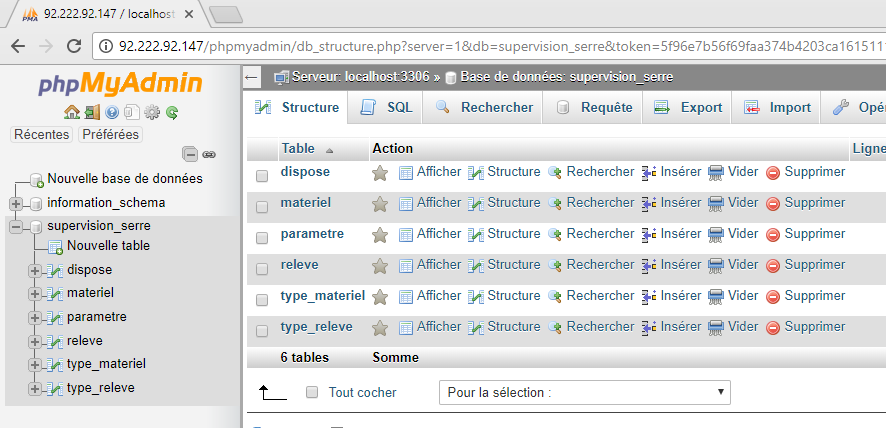 92.222.92.147 / localhost
92.222.92.147/phpmyadmin/db_structure.php?server=1&db=supervision_serre&token=5f96e7b56f69faa374b4203ca161511
phpMyAdmin
Récentes Préférées
Nouvelle base de données
information_schema
supervision_serre
Nouvelle table
dispose
materiel
parametre
releve
type_materiel
type_releve
Serveur: localhost:3306 » Base de données: supervision_serre
Structure SQL Rechercher Requête Export Import Opé
Table Action Ligne
dispose Afficher Structure Rechercher Insérer Vider Supprimer
materiel Afficher Structure Rechercher Insérer Vider Supprimer
parametre Afficher Structure Rechercher Insérer Vider Supprimer
releve Afficher Structure Rechercher Insérer Vider Supprimer
type_materiel Afficher Structure Rechercher Insérer Vider Supprimer
type_releve Afficher Structure Rechercher Insérer Vider Supprimer
6 tables Somme
Tout cocher Pour la sélection :